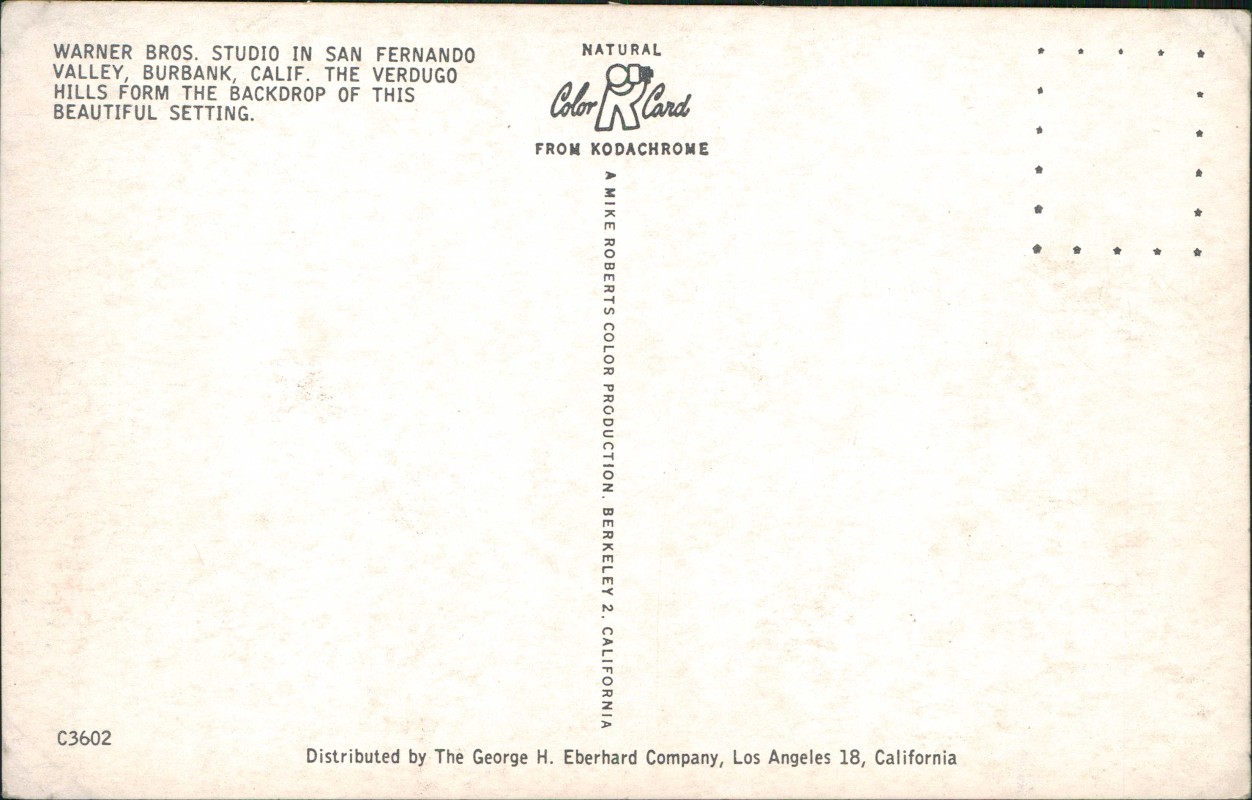 WARNER BROS. STUDIO IN SAN FERNANDO
VALLEY, BURBANK, CALIF. THE VERDUGO
HILLS FORM THE BACKDROP OF THIS
BEAUTIFUL SETTING.
NATURAL
Color R Card
FROM KODACHROME
A MIKE ROBERTS COLOR PRODUCTION. BERKELEY 2, CALIFORNIA
C3602
Distributed by The George H. Eberhard Company, Los Angeles 18, California